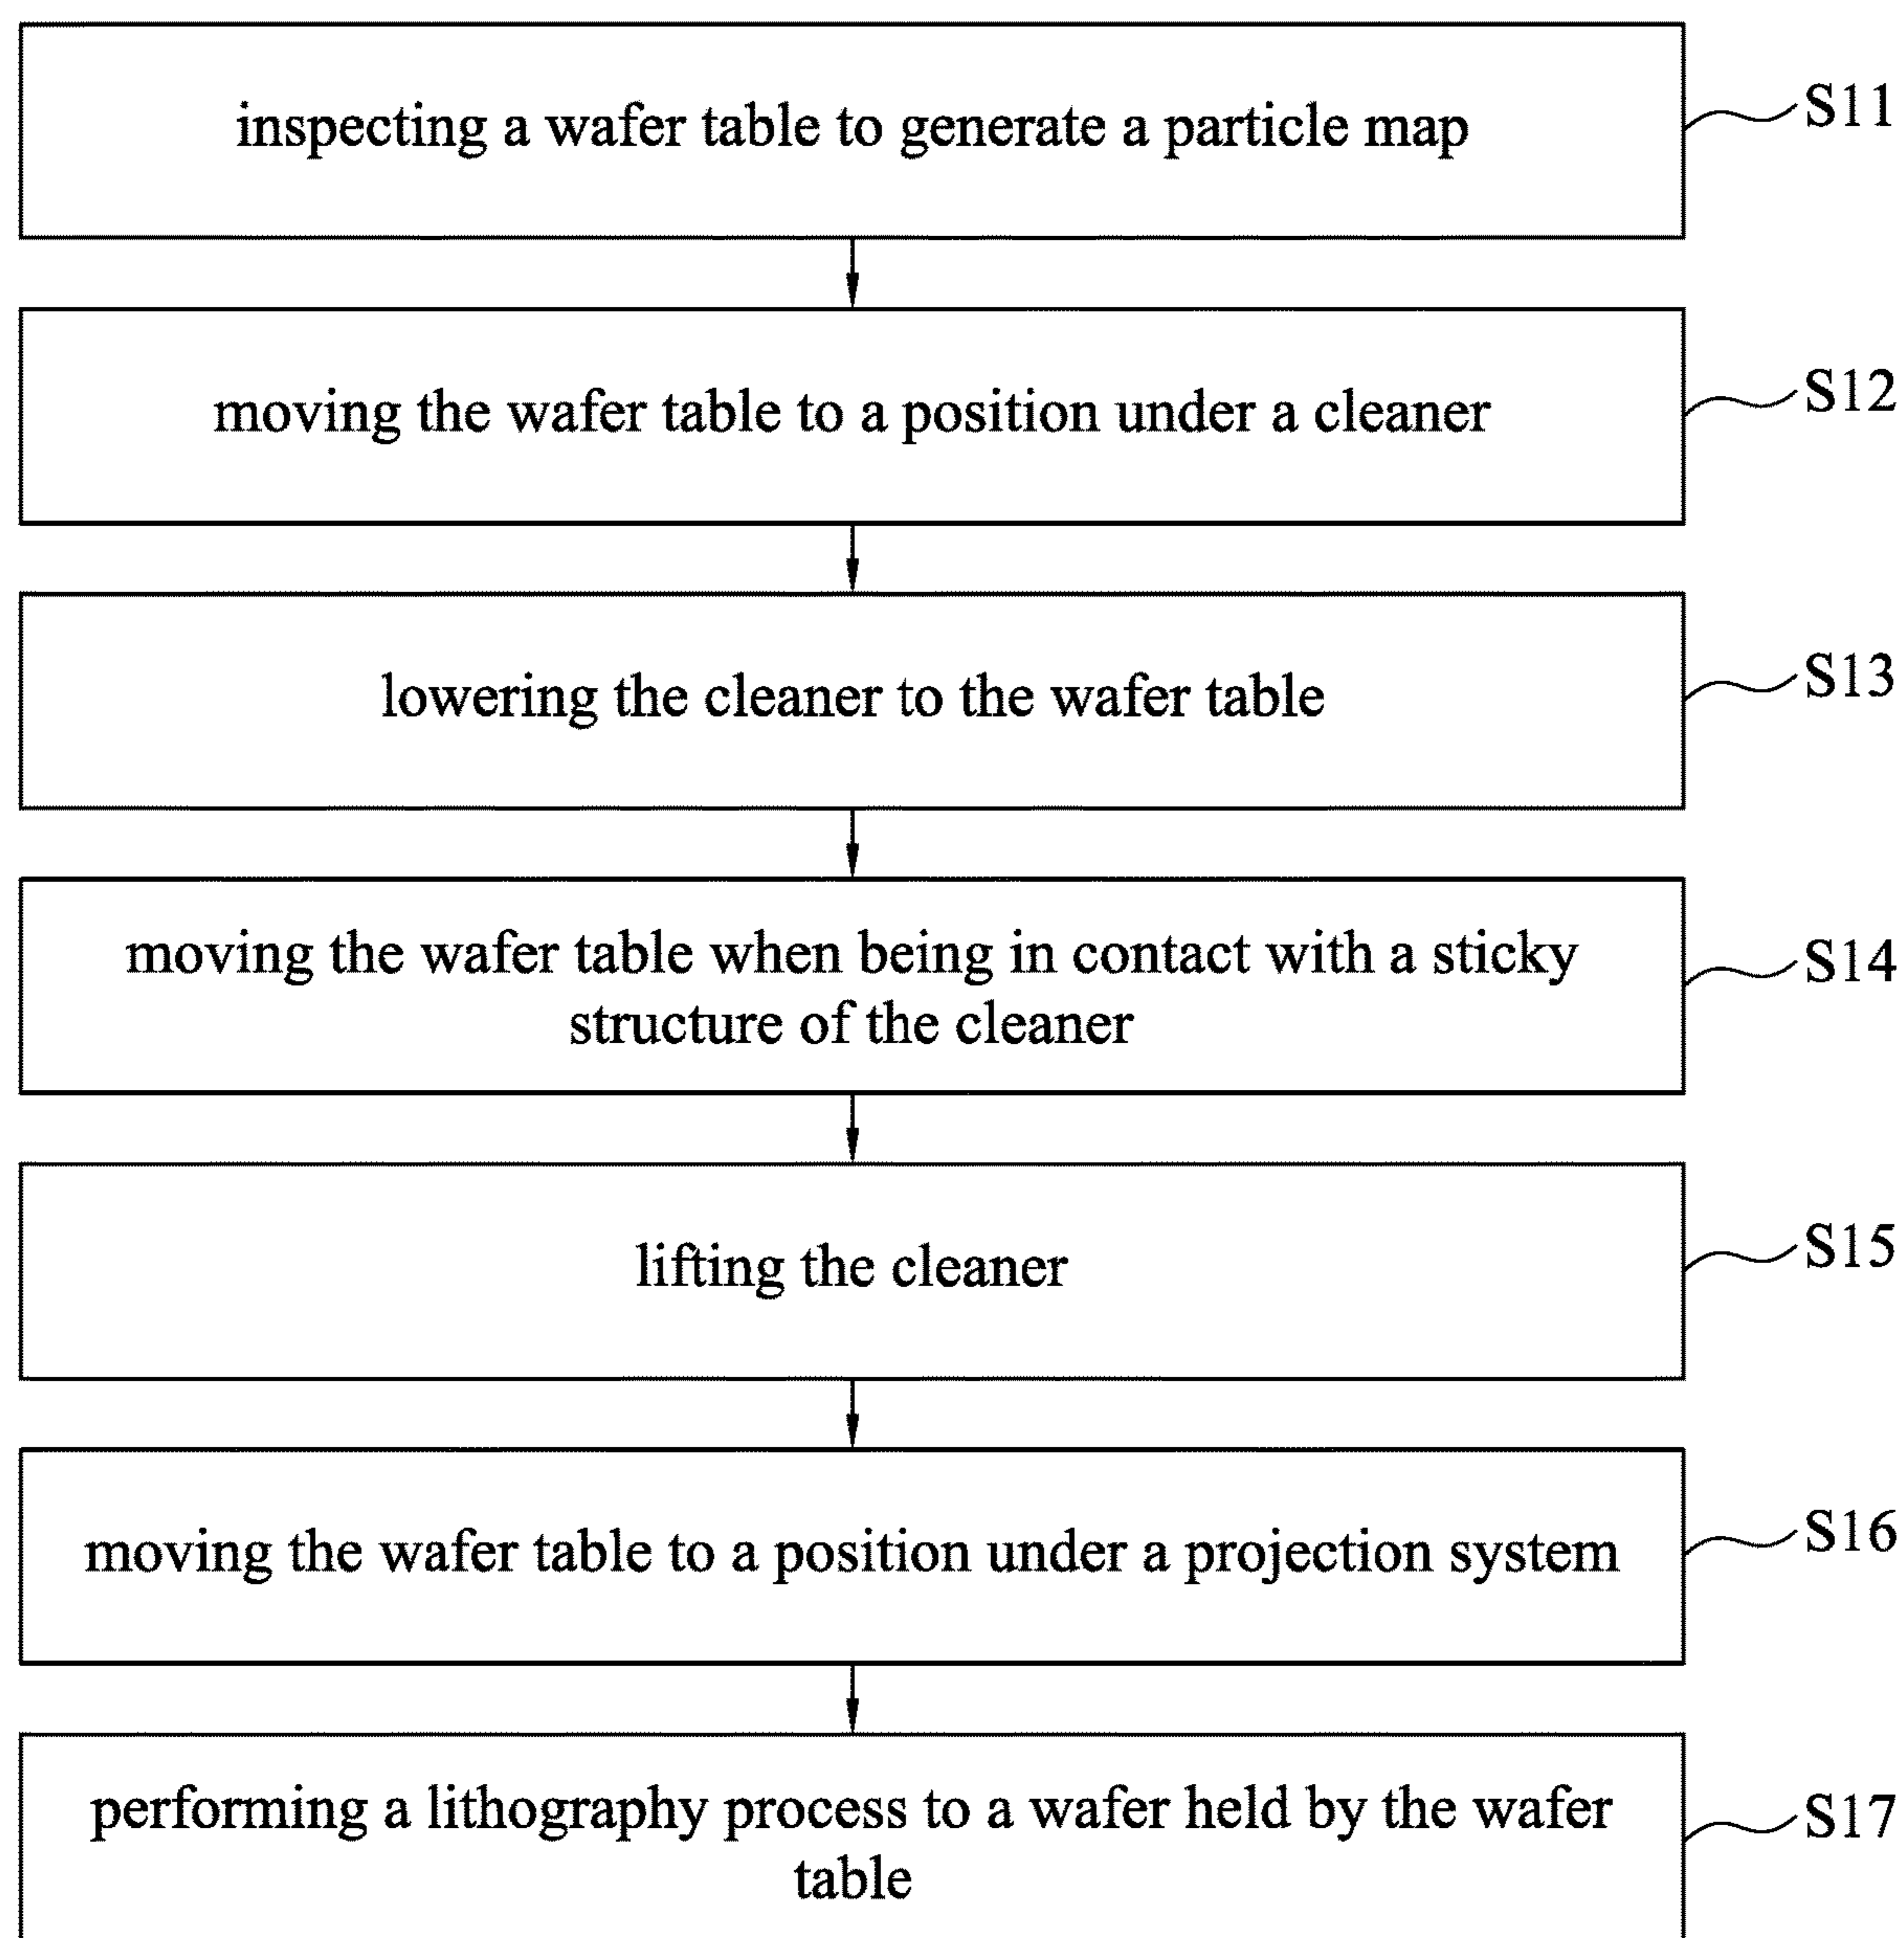 inspecting a wafer table to generate a particle map
S11
moving the wafer table to a position under a cleaner
S12
lowering the cleaner to the wafer table
S13
moving the wafer table when being in contact with a sticky
structure of the cleaner
S14
lifting the cleaner
S15
moving the wafer table to a position under a projection system
S16
performing a lithography process to a wafer held by the wafer
table
S17